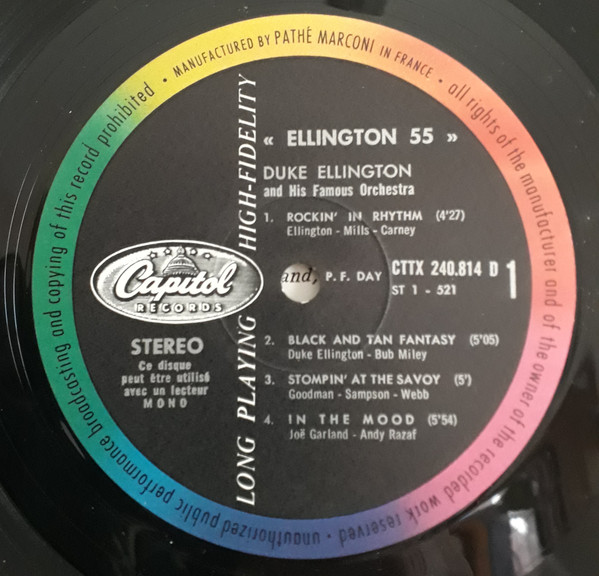 • MANUFACTURED BY PATHÉ MARCONI IN FRANCE • all rights of the manufacturer and of the owner of the recorded work reserved • unauthorized public performance broadcasting and copying of this record prohibited
LONG PLAYING HIGH-FIDELITY
« ELLINGTON 55 »
DUKE ELLINGTON
and His Famous Orchestra
1. ROCKIN' IN RHYTHM (4'27)
Ellington - Mills - Carney
Capitol
RECORDS
and, P. F. DAY
CTTX 240.814 D 1
ST 1 - 521
STEREO
Ce disque
peut être utilisé
avec un lecteur
MONO
2. BLACK AND TAN FANTASY (5'05)
Duke Ellington - Bub Miley
3. STOMPIN' AT THE SAVOY (5')
Goodman - Sampson - Webb
4. IN THE MOOD (5'54)
Joë Garland - Andy Razaf